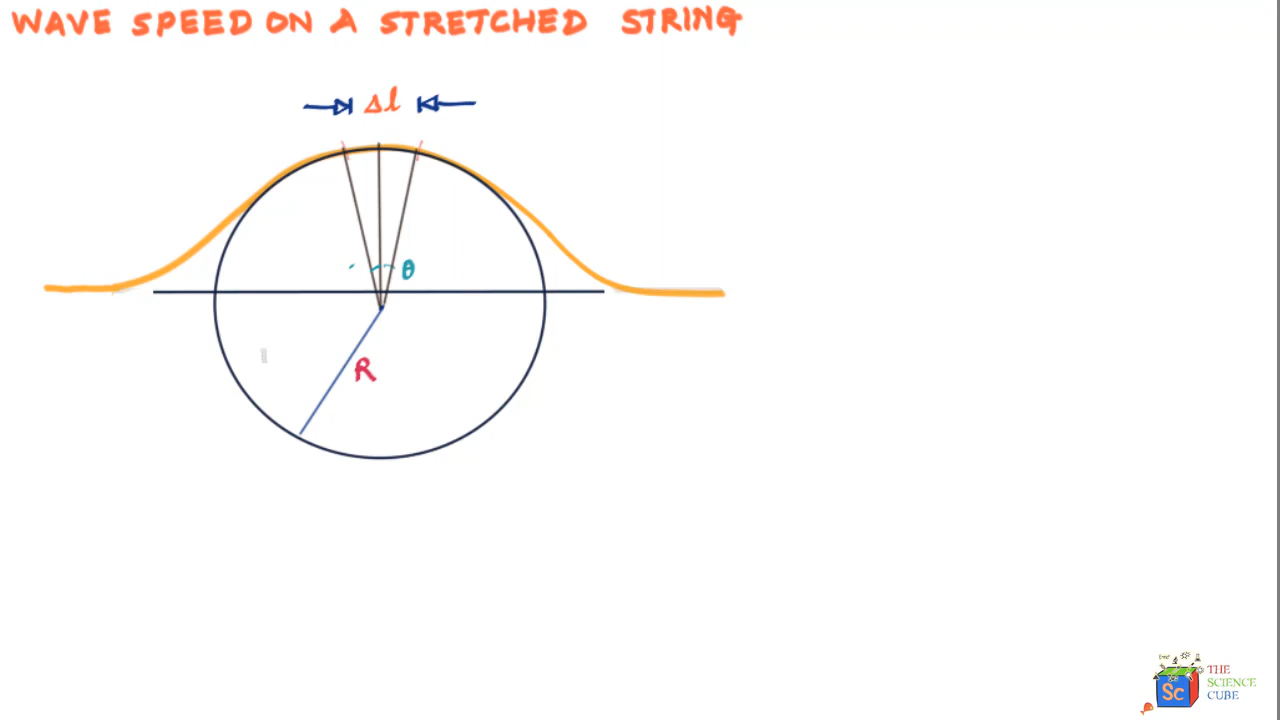 WAVE SPEED ON A STRETCHED STRING
Δl
θ
R
Sc
THE
SCIENCE
CUBE